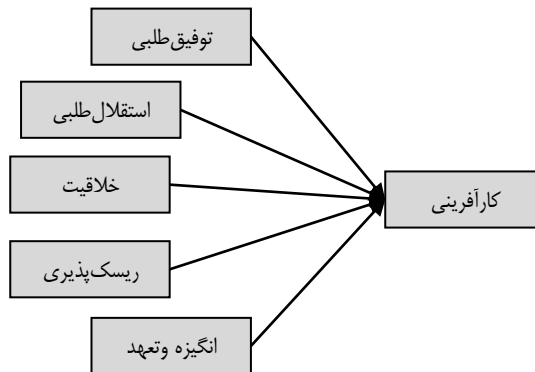 توفیق‌طلبی
استقلال‌طلبی
خلاقیت
کارآفرینی
ریسک‌پذیری
انگیزه وتعهد